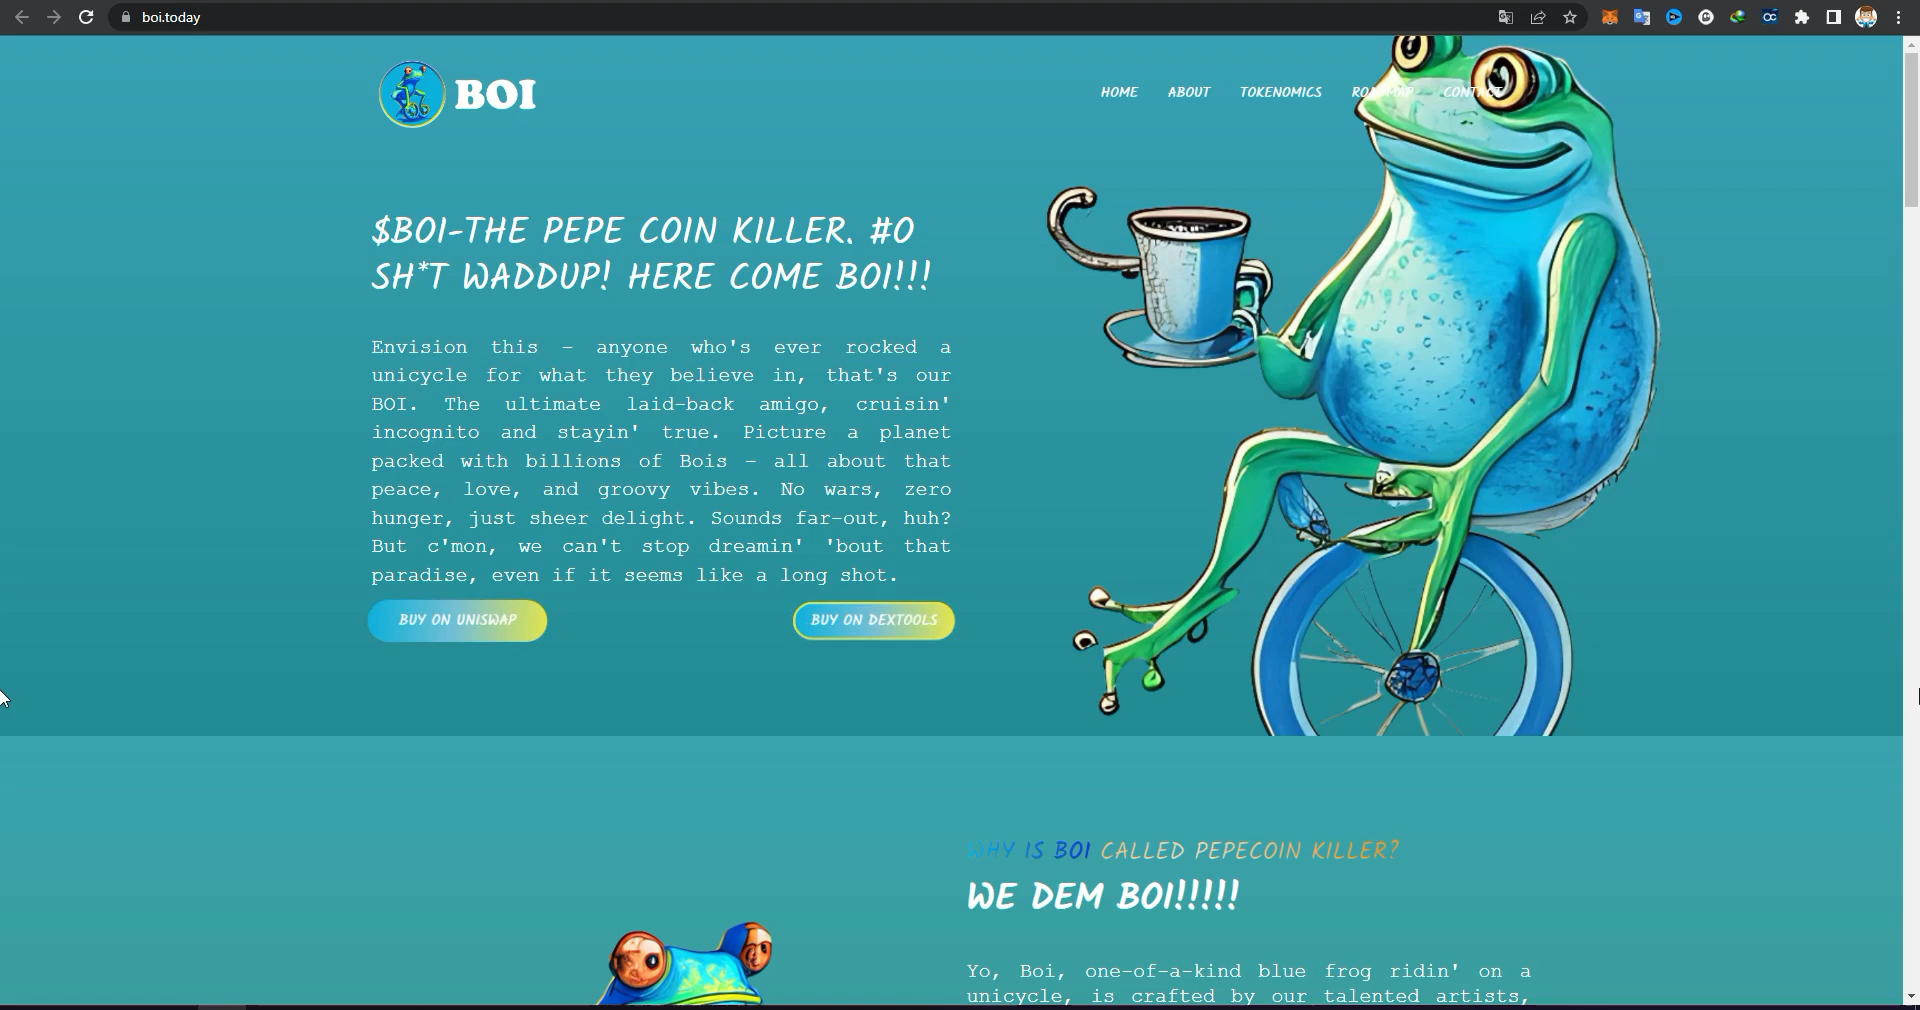 boi.today
BOI
HOME ABOUT TOKENOMICS ROADMAP CONTACT
$BOI-THE PEPE COIN KILLER. #O
SH*T WADDUP! HERE COME BOI!!!
Envision this - anyone who's ever rocked a
unicycle for what they believe in, that's our
BOI. The ultimate laid-back amigo, cruisin'
incognito and stayin' true. Picture a planet
packed with billions of Bois - all about that
peace, love, and groovy vibes. No wars, zero
hunger, just sheer delight. Sounds far-out, huh?
But c'mon, we can't stop dreamin' 'bout that
paradise, even if it seems like a long shot.
BUY ON UNISWAP BUY ON DEXTOOLS
WHY IS BOI CALLED PEPECOIN KILLER?
WE DEM BOI!!!!!
Yo, Boi, one-of-a-kind blue frog ridin' on a
unicycle, is crafted by our talented artists,